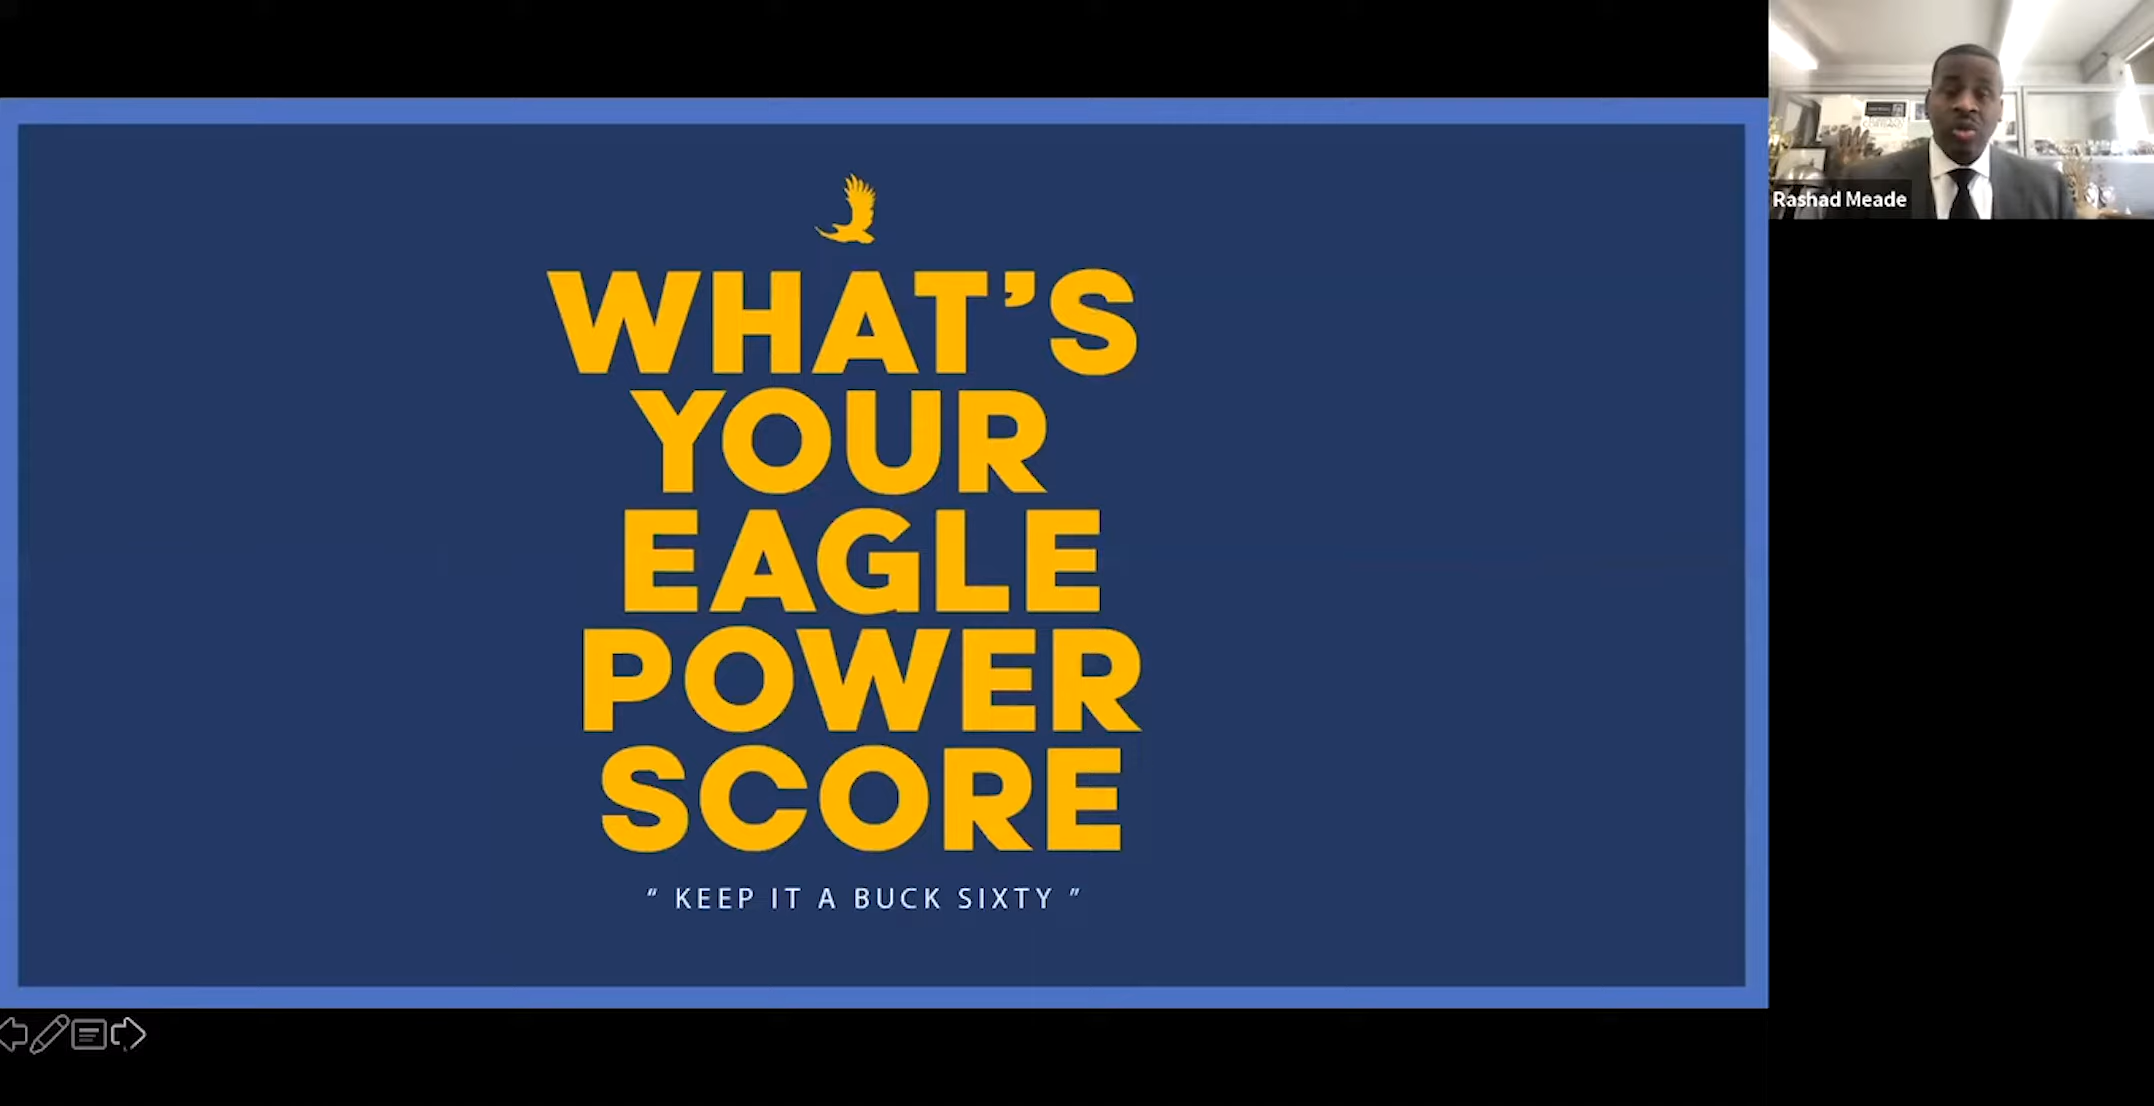 WHAT’S
YOUR
EAGLE
POWER
SCORE
“ KEEP IT A BUCK SIXTY ”
Rashad Meade